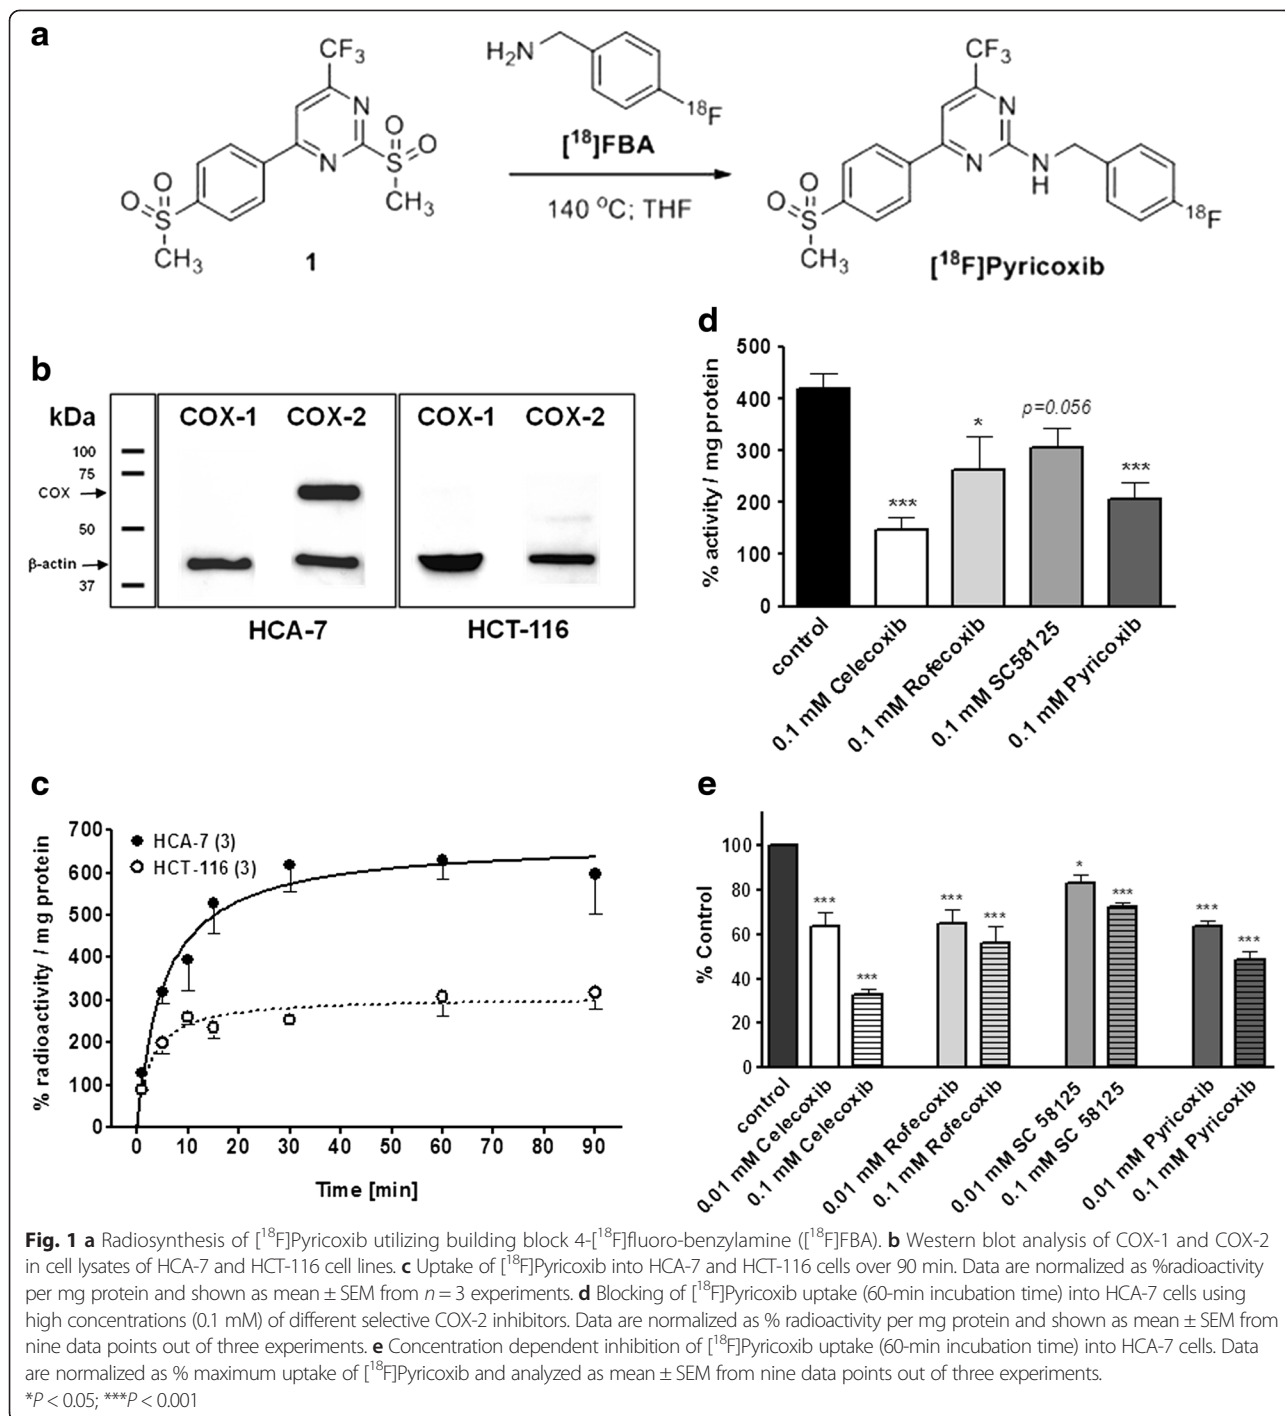 a
CF₃
H₂N
N
N
O
O
S
CH₃
O
O
S
CH₃
1
¹⁸F
[¹⁸]FBA
140 °C; THF
CF₃
N
N
N
H
O
O
S
CH₃
¹⁸F
[¹⁸F]Pyricoxib
b
kDa
100
75
COX
50
β-actin
37
COX-1 COX-2
COX-1 COX-2
HCA-7
HCT-116
c
% radioactivity / mg protein
700
600
500
400
300
200
100
0
HCA-7 (3)
HCT-116 (3)
0 10 20 30 40 50 60 70 80 90
Time [min]
d
% activity / mg protein
500
400
300
200
100
0
***
*
p=0.056
***
control
0.1 mM Celecoxib
0.1 mM Rofecoxib
0.1 mM SC58125
0.1 mM Pyricoxib
e
% Control
100
80
60
40
20
0
***
***
***
***
*
***
***
***
control
0.01 mM Celecoxib
0.1 mM Celecoxib
0.01 mM Rofecoxib
0.1 mM Rofecoxib
0.01 mM SC 58125
0.1 mM SC 58125
0.01 mM Pyricoxib
0.1 mM Pyricoxib
Fig. 1 a Radiosynthesis of [¹⁸F]Pyricoxib utilizing building block 4-[¹⁸F]fluoro-benzylamine ([¹⁸F]FBA). b Western blot analysis of COX-1 and COX-2
in cell lysates of HCA-7 and HCT-116 cell lines. c Uptake of [¹⁸F]Pyricoxib into HCA-7 and HCT-116 cells over 90 min. Data are normalized as %radioactivity
per mg protein and shown as mean ± SEM from n = 3 experiments. d Blocking of [¹⁸F]Pyricoxib uptake (60-min incubation time) into HCA-7 cells using
high concentrations (0.1 mM) of different selective COX-2 inhibitors. Data are normalized as % radioactivity per mg protein and shown as mean ± SEM from
nine data points out of three experiments. e Concentration dependent inhibition of [¹⁸F]Pyricoxib uptake (60-min incubation time) into HCA-7 cells. Data
are normalized as % maximum uptake of [¹⁸F]Pyricoxib and analyzed as mean ± SEM from nine data points out of three experiments.
*P < 0.05; ***P < 0.001